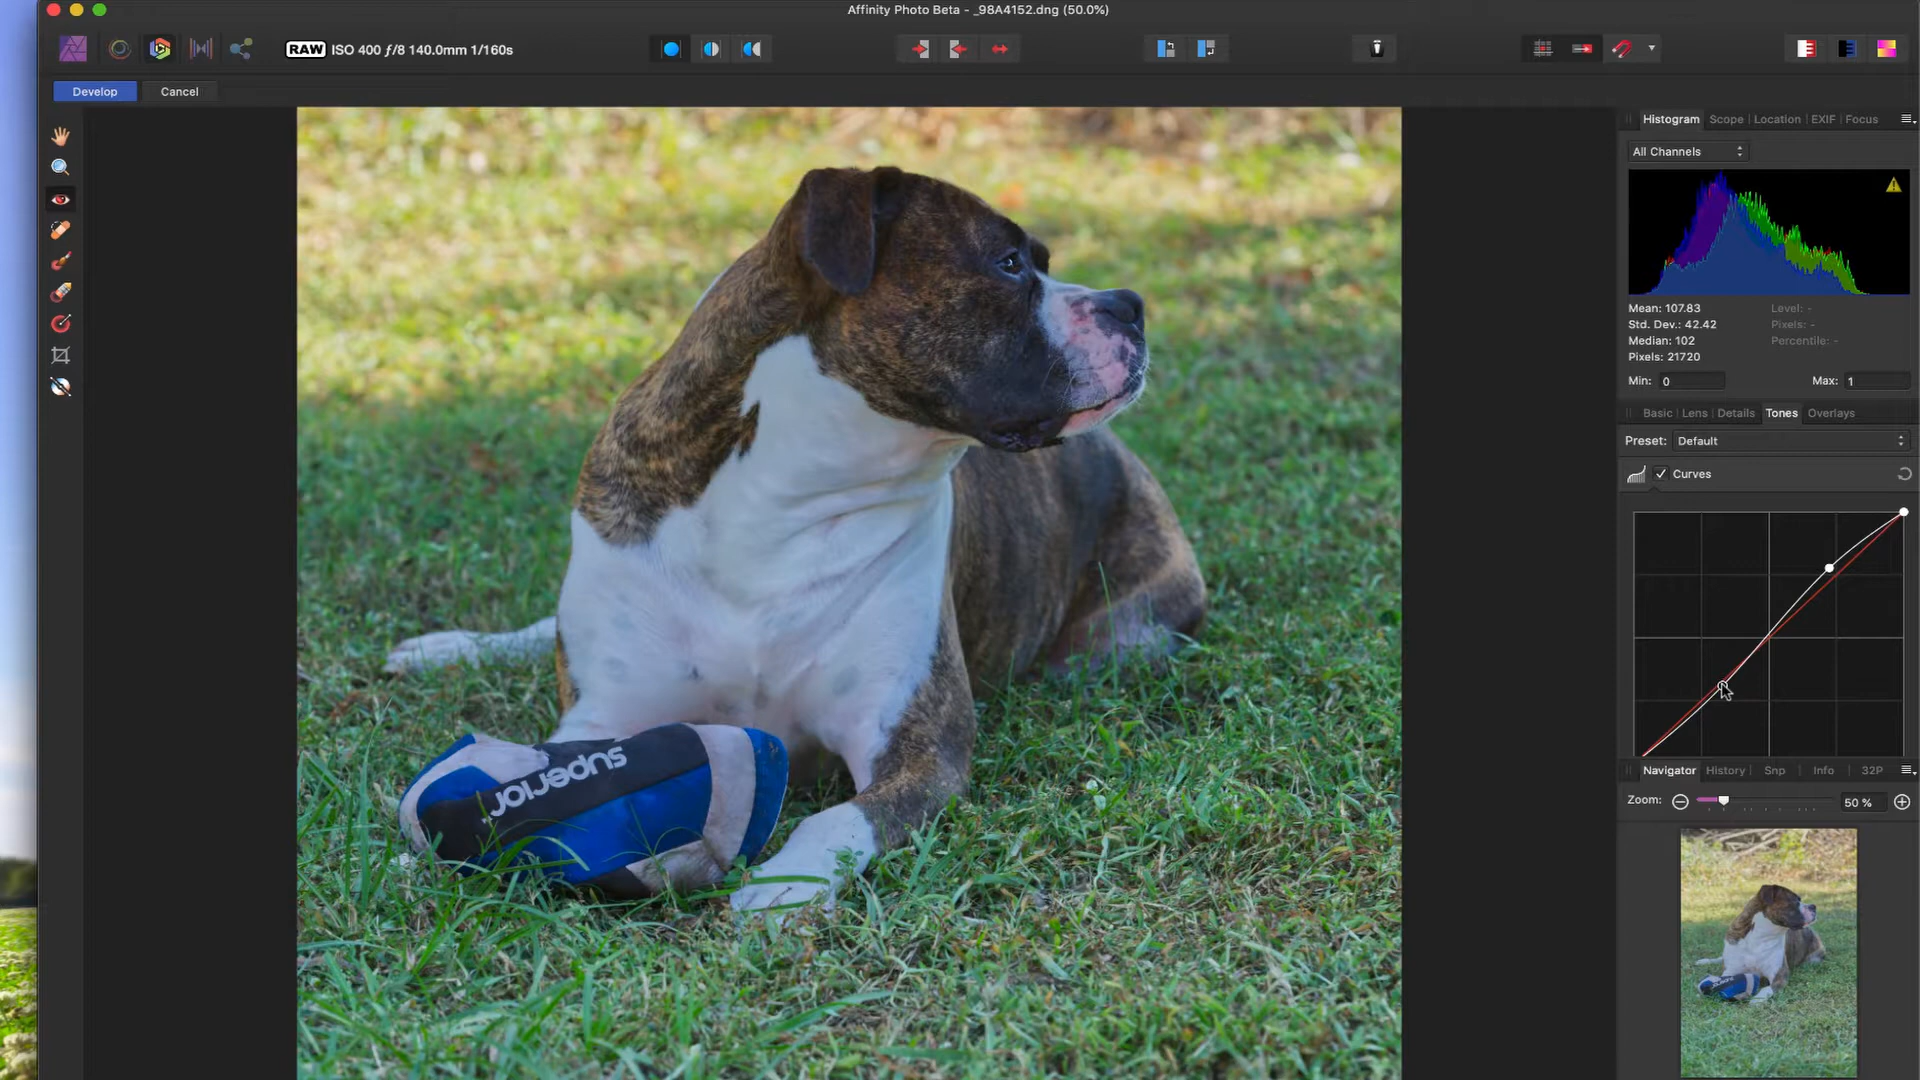 Affinity Photo Beta - _98A4152.dng (50.0%)
RAW ISO 400 ƒ/8 140.0mm 1/160s
Develop Cancel
Histogram Scope Location EXIF Focus
All Channels
Mean: 107.83 Level: -
Std. Dev.: 42.42 Pixels: -
Median: 102 Percentile: -
Pixels: 21720
Min: 0 Max: 1
Basic Lens Details Tones Overlays
Preset: Default
Curves
superior
Navigator History Snp Info 32P
Zoom: 50 %